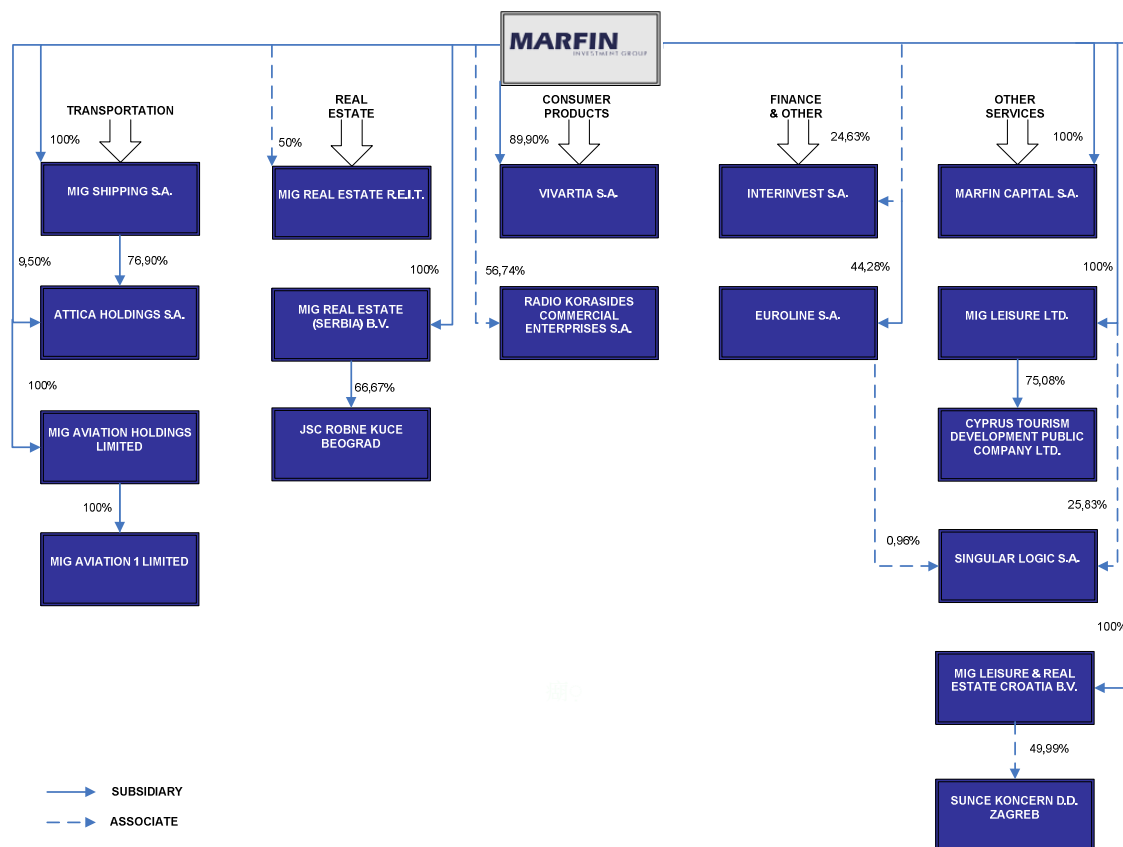 MARFIN
INVESTMENT GROUP
TRANSPORTATION
REAL
ESTATE
CONSUMER
PRODUCTS
FINANCE
& OTHER
OTHER
SERVICES
100%
50%
89,90%
24,63%
100%
MIG SHIPPING S.A.
MIG REAL ESTATE R.E.I.T.
VIVARTIA S.A.
INTERINVEST S.A.
MARFIN CAPITAL S.A.
9,50%
76,90%
100%
56,74%
44,28%
100%
ATTICA HOLDINGS S.A.
MIG REAL ESTATE
(SERBIA) B.V.
RADIO KORASIDES
COMMERCIAL
ENTERPRISES S.A.
EUROLINE S.A.
MIG LEISURE LTD.
100%
66,67%
75,08%
MIG AVIATION HOLDINGS
LIMITED
JSC ROBNE KUCE
BEOGRAD
CYPRUS TOURISM
DEVELOPMENT PUBLIC
COMPANY LTD.
100%
25,83%
0,96%
MIG AVIATION 1 LIMITED
SINGULAR LOGIC S.A.
100%
MIG LEISURE & REAL
ESTATE CROATIA B.V.
49,99%
SUNCE KONCERN D.D.
ZAGREB
SUBSIDIARY
ASSOCIATE